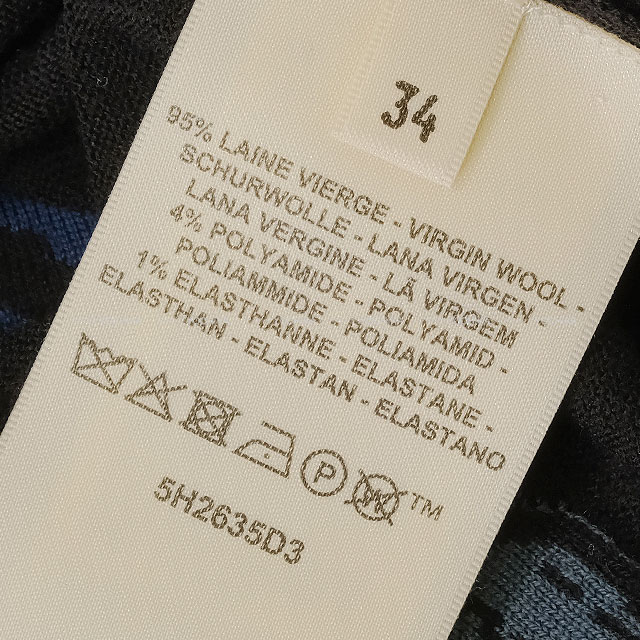 34
95% LAINE VIERGE - VIRGIN WOOL -
SCHURWOLLE - LANA VIRGEN -
LANA VERGINE - LÃ VIRGEM
4% POLYAMIDE - POLYAMID -
POLIAMMIDE - POLIAMIDA
1% ELASTHANNE - ELASTANE -
ELASTHAN - ELASTAN - ELASTANO
P W TM
5H2635D3